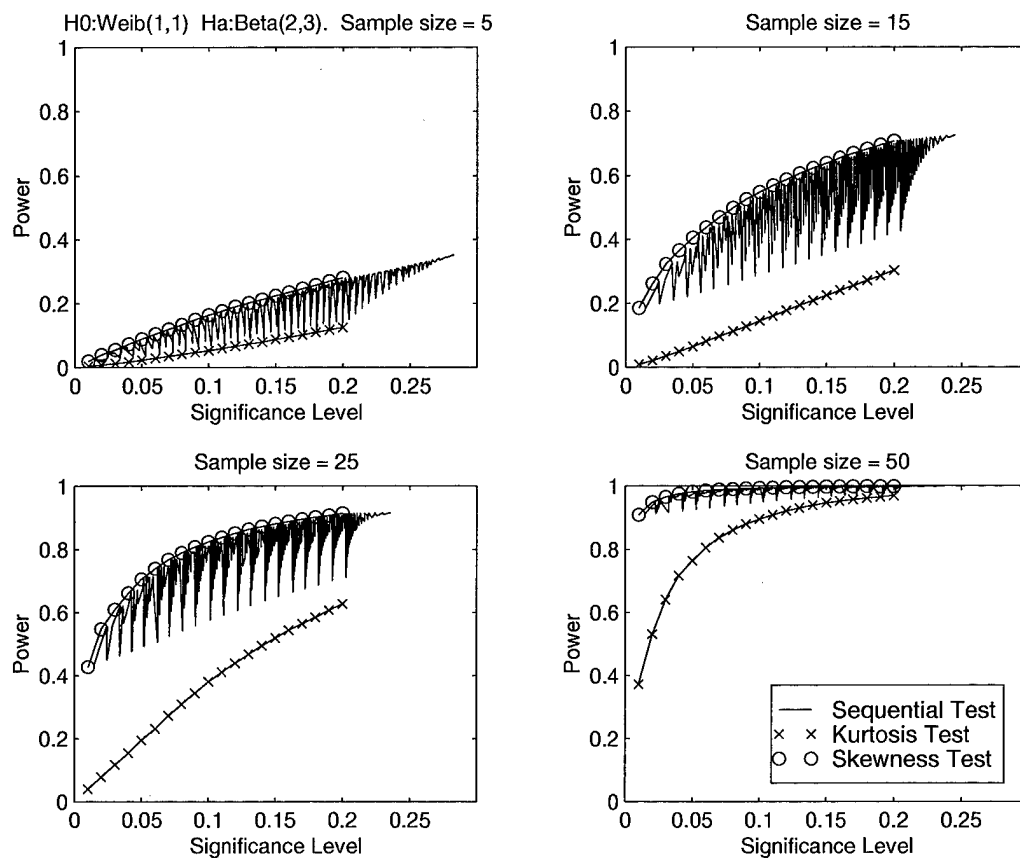 H0:Weib(1,1) Ha:Beta(2,3). Sample size = 5
1
0.8
0.6
0.4
0.2
0
Power
0 0.05 0.1 0.15 0.2 0.25
Significance Level
Sample size = 15
1
0.8
0.6
0.4
0.2
0
Power
0 0.05 0.1 0.15 0.2 0.25
Significance Level
Sample size = 25
1
0.8
0.6
0.4
0.2
0
Power
0 0.05 0.1 0.15 0.2 0.25
Significance Level
Sample size = 50
1
0.8
0.6
0.4
0.2
0
Power
0 0.05 0.1 0.15 0.2 0.25
Significance Level
Sequential Test
Kurtosis Test
Skewness Test